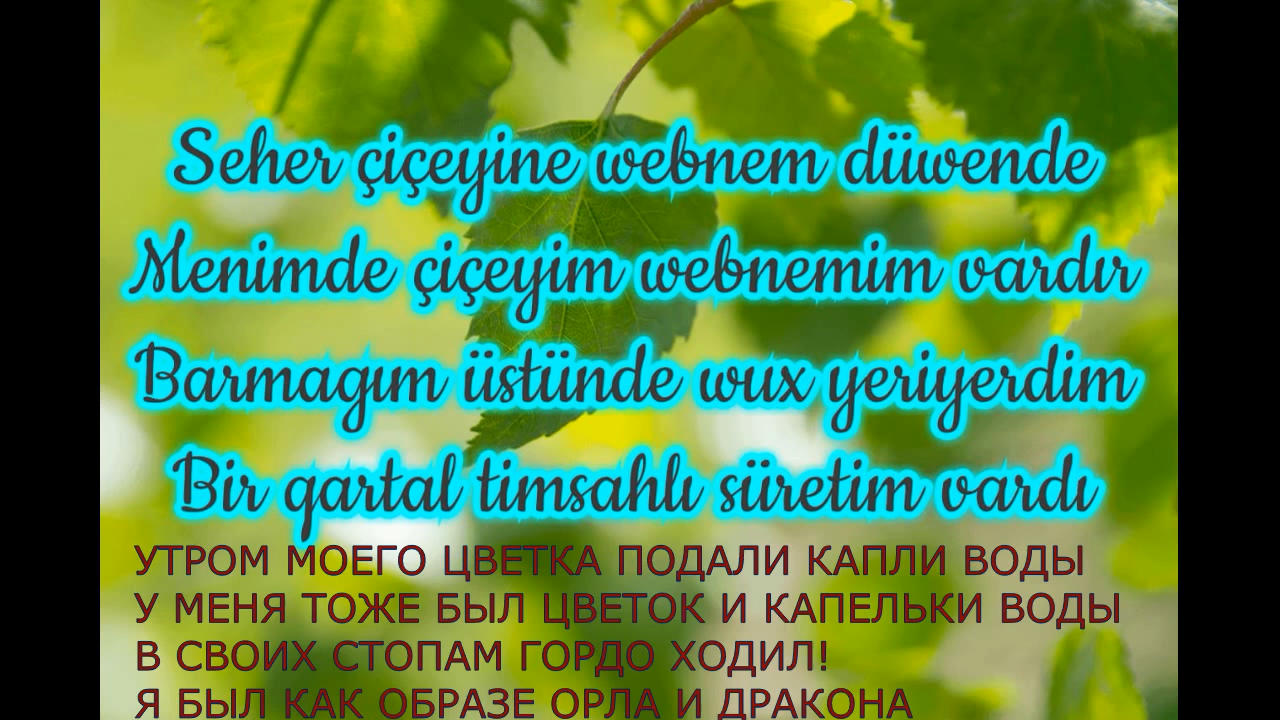 Seher çiçeyine webnem düwende
Menimde çiçeyim webnemim vardır
Barmagım üstünde wux yeriyerdim
Bir qartal timsahlı süretim vardı
УТРОМ МОЕГО ЦВЕТКА ПОДАЛИ КАПЛИ ВОДЫ
У МЕНЯ ТОЖЕ БЫЛ ЦВЕТОК И КАПЕЛЬКИ ВОДЫ
В СВОИХ СТОПАМ ГОРДО ХОДИЛ!
Я БЫЛ КАК ОБРАЗЕ ОРЛА И ДРАКОНА